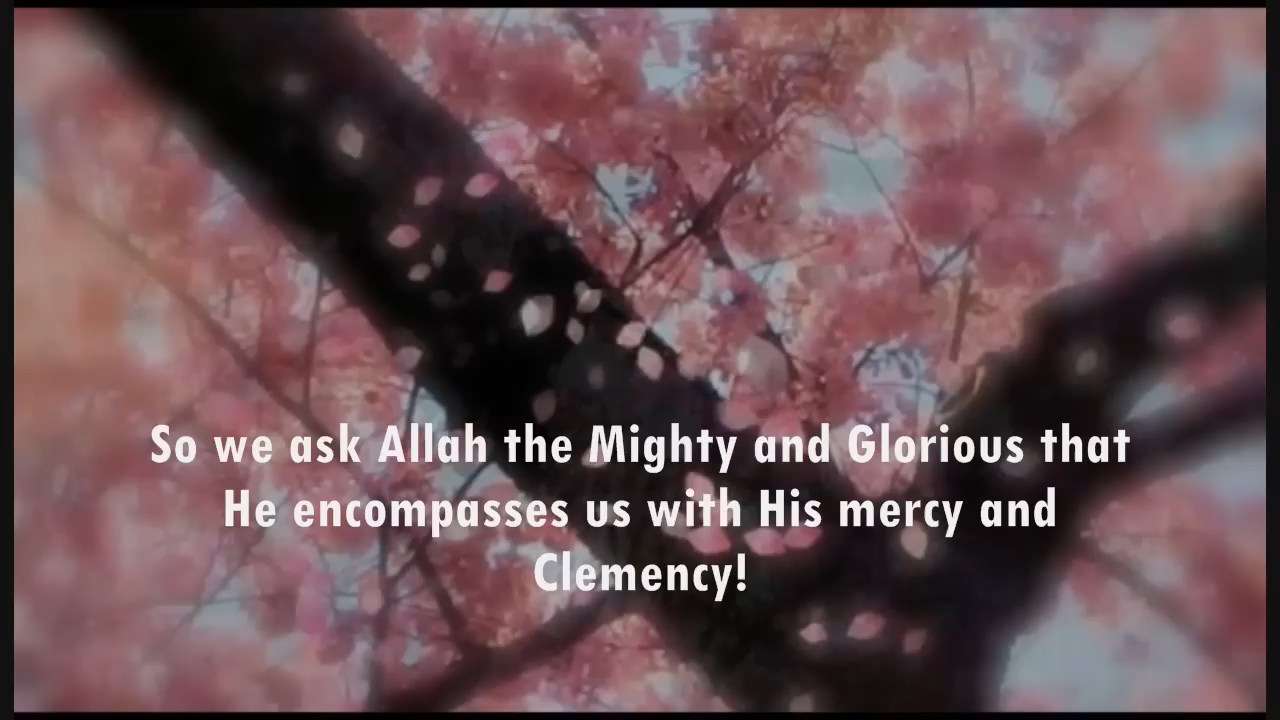 So we ask Allah the Mighty and Glorious that
He encompasses us with His mercy and
Clemency!